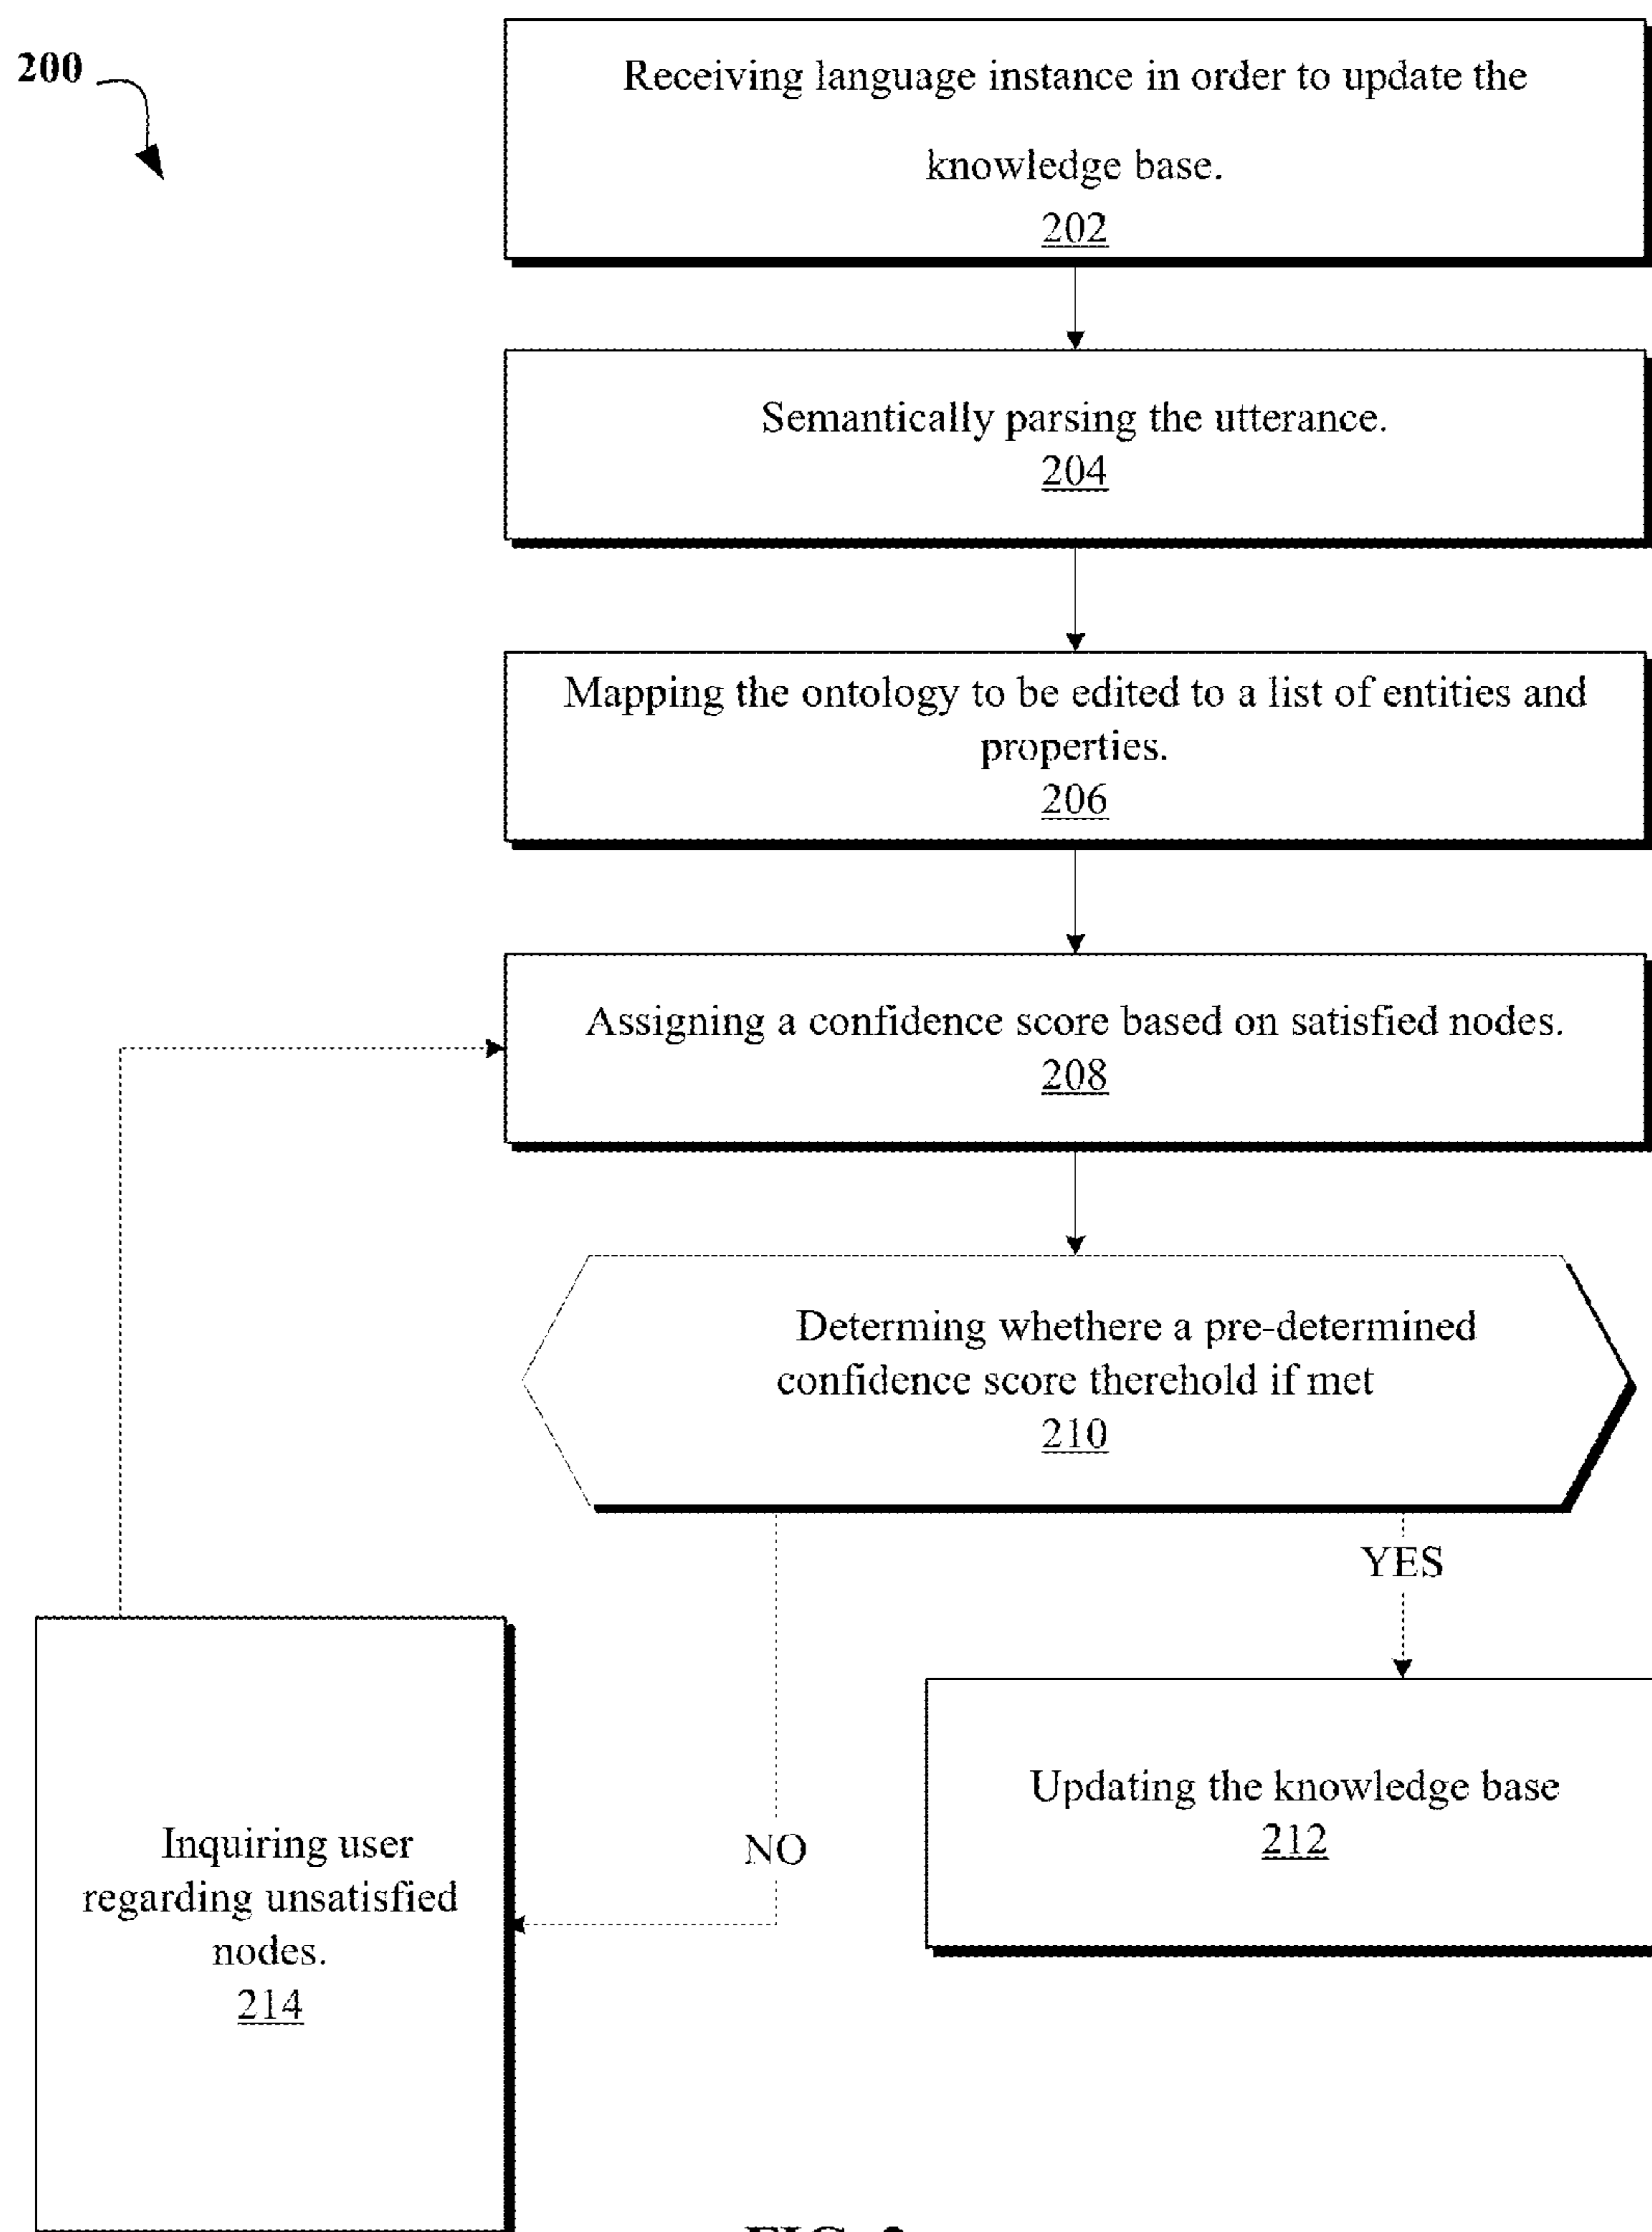 200
Receiving language instance in order to update the
knowledge base.
202
Semantically parsing the utterance.
204
Mapping the ontology to be edited to a list of entities and
properties.
206
Assigning a confidence score based on satisfied nodes.
208
Determing whethere a pre-determined
confidence score therehold if met
210
YES
NO
Updating the knowledge base
212
Inquiring user
regarding unsatisfied
nodes.
214